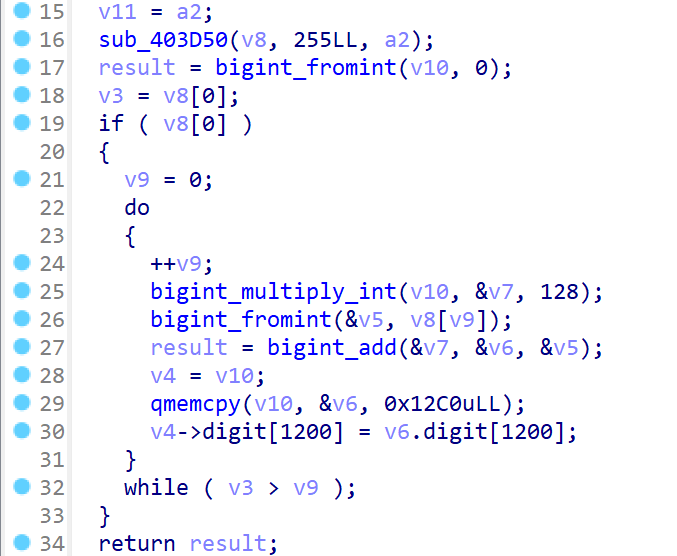 15 v11 = a2;
16 sub_403D50(v8, 255LL, a2);
17 result = bigint_fromint(v10, 0);
18 v3 = v8[0];
19 if ( v8[0] )
20 {
21 v9 = 0;
22 do
23 {
24 ++v9;
25 bigint_multiply_int(v10, &v7, 128);
26 bigint_fromint(&v5, v8[v9]);
27 result = bigint_add(&v7, &v6, &v5);
28 v4 = v10;
29 qmemcpy(v10, &v6, 0x12C0uLL);
30 v4->digit[1200] = v6.digit[1200];
31 }
32 while ( v3 > v9 );
33 }
34 return result;